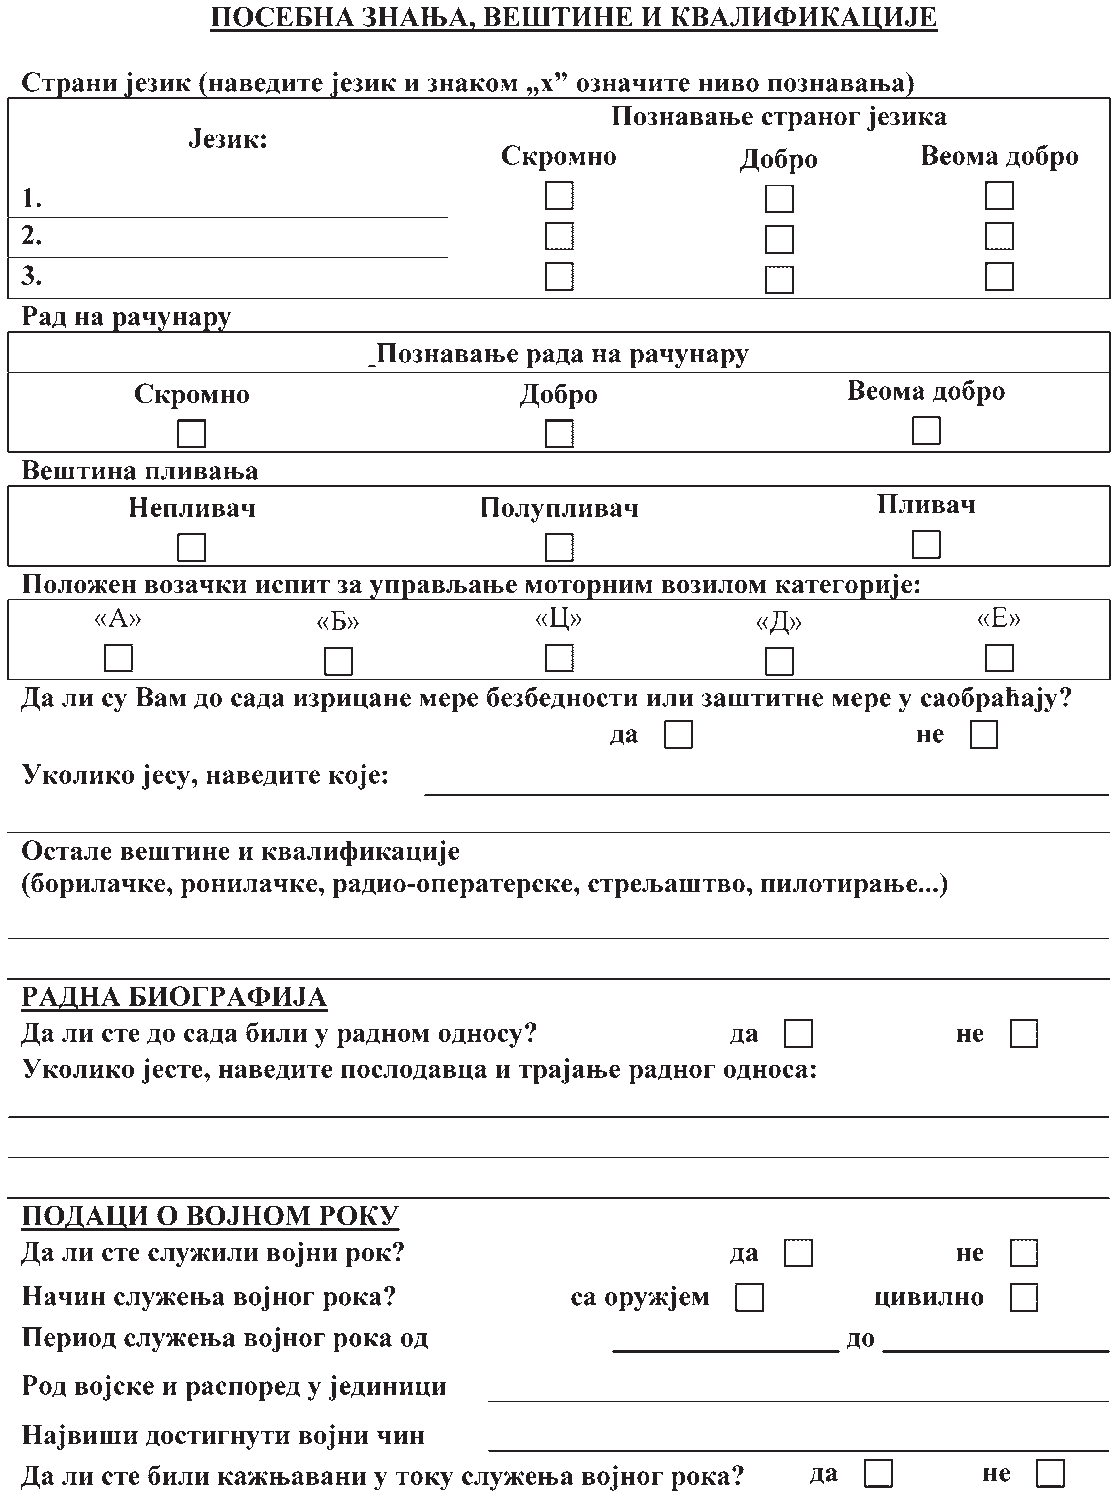 ПОСЕБНА ЗНАЊА, ВЕШТИНЕ И КВАЛИФИКАЦИЈЕ
Страни језик (наведите језик и знаком „х” означите ниво познавања)
Језик:
Познавање страног језика
Скромно Добро Веома добро
1.
2.
3.
Рад на рачунару
Познавање рада на рачунару
Скромно Добро Веома добро
Вештина пливања
Непливач Полупливач Пливач
Положен возачки испит за управљање моторним возилом категорије:
«А» «Б» «Ц» «Д» «Е»
Да ли су Вам до сада изрицане мере безбедности или заштитне мере у саобраћају?
да не
Уколико јесу, наведите које:
Остале вештине и квалификације
(борилачке, ронилачке, радио-оператерске, стрељаштво, пилотирање...)
РАДНА БИОГРАФИЈА
Да ли сте до сада били у радном односу? да не
Уколико јесте, наведите послодавца и трајање радног односа:
ПОДАЦИ О ВОЈНОМ РОКУ
Да ли сте служили војни рок? да не
Начин служења војног рока? са оружјем цивилно
Период служења војног рока од до
Род војске и распоред у јединици
Највиши достигнути војни чин
Да ли сте били кажњавани у току служења војног рока? да не